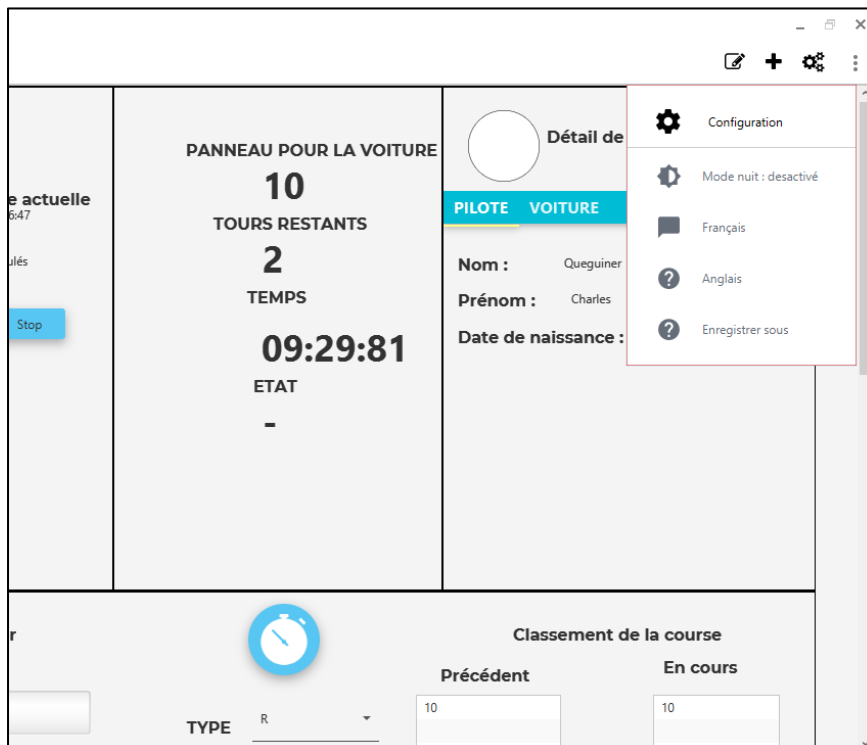 Configuration
PANNEAU POUR LA VOITURE
10
TOURS RESTANTS
2
TEMPS
09:29:81
ETAT
-
e actuelle
6:47
ulés
Stop
Détail de
PILOTE VOITURE
Nom : Queguiner
Prénom : Charles
Date de naissance :
Mode nuit : desactivé
Français
Anglais
Enregistrer sous
r
TYPE R
Classement de la course
Précédent En cours
10 10